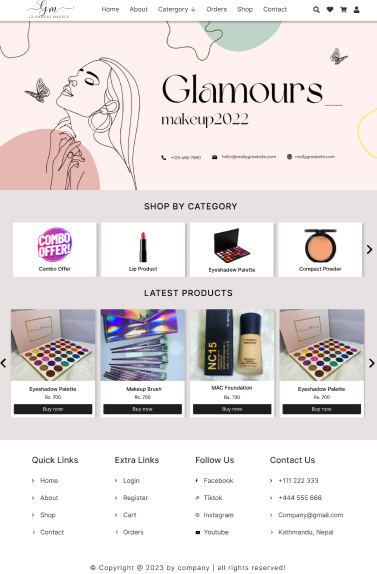 Gm
GLAMOURS MAKEUP
Home About Catergory Orders Shop Contact
Glamours_
makeup2022
+123-456-7890 hello@reallygreatsite.com reallygreatsite.com
SHOP BY CATEGORY
COMBO OFFER!
Combo Offer Lip Product Eyeshadow Palette Compact Powder
LATEST PRODUCTS
NC15
Eyeshadow Palette Makeup Brush MAC Foundation Eyeshadow Palette
Rs. 700 Rs. 700 Rs. 700 Rs. 700
Buy now Buy now Buy now Buy now
Quick Links Extra Links Follow Us Contact Us
Home Login Facebook +111 222 333
About Register Tiktok +444 555 666
Shop Cart Instagram Company@gmail.com
Contact Orders Youtube Kathmandu, Nepal
© Copyright @ 2023 by company | all rights reserved!